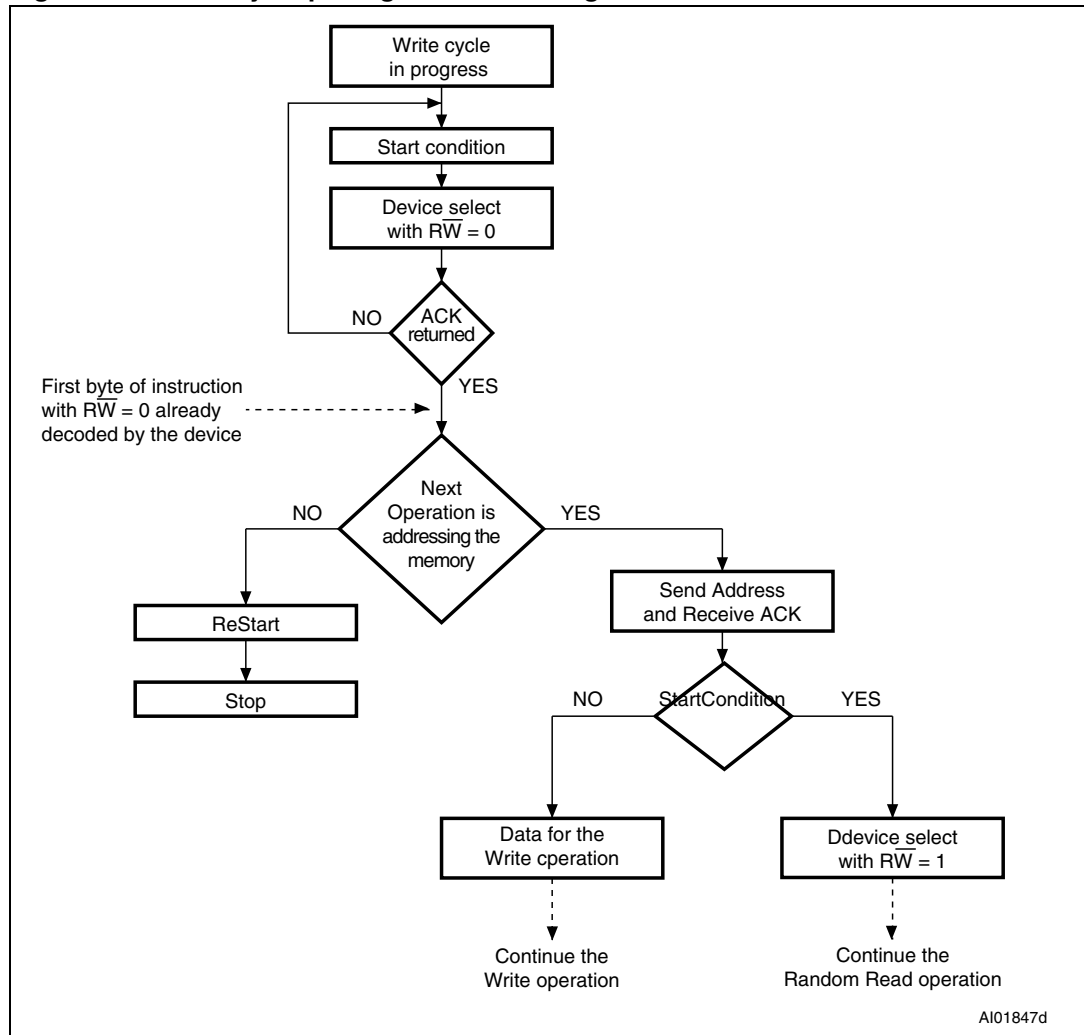 Write cycle
in progress
Start condition
Device select
with RW̅ = 0
NO
ACK
returned
YES
First byte of instruction
with RW̅ = 0 already
decoded by the device
Next
Operation is
addressing the
memory
NO
YES
Send Address
and Receive ACK
ReStart
Stop
StartCondition
NO
YES
Data for the
Write cperation
Ddevice select
with RW̅ = 1
Continue the
Write operation
Continue the
Random Read operation
AI01847d